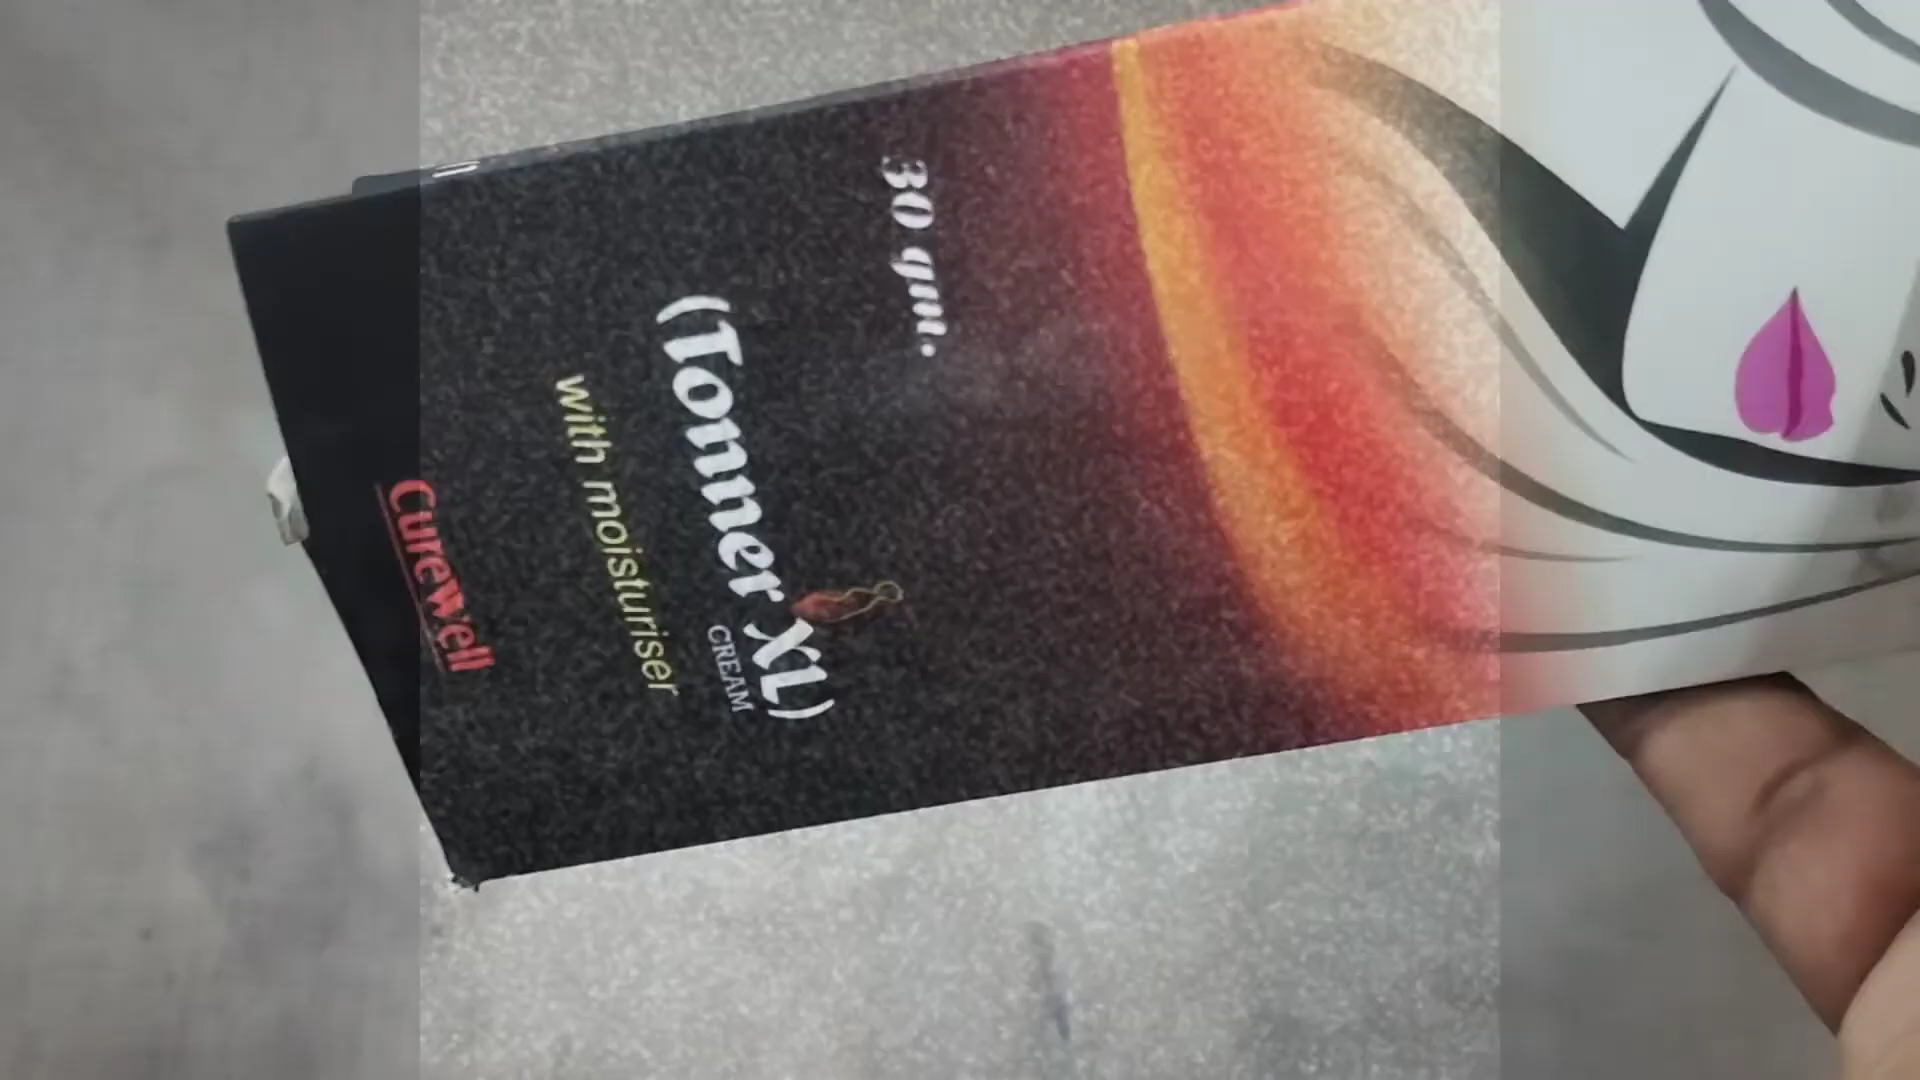 30 gm.
(Tonner XL)
CREAM
with moisturiser
Curewell